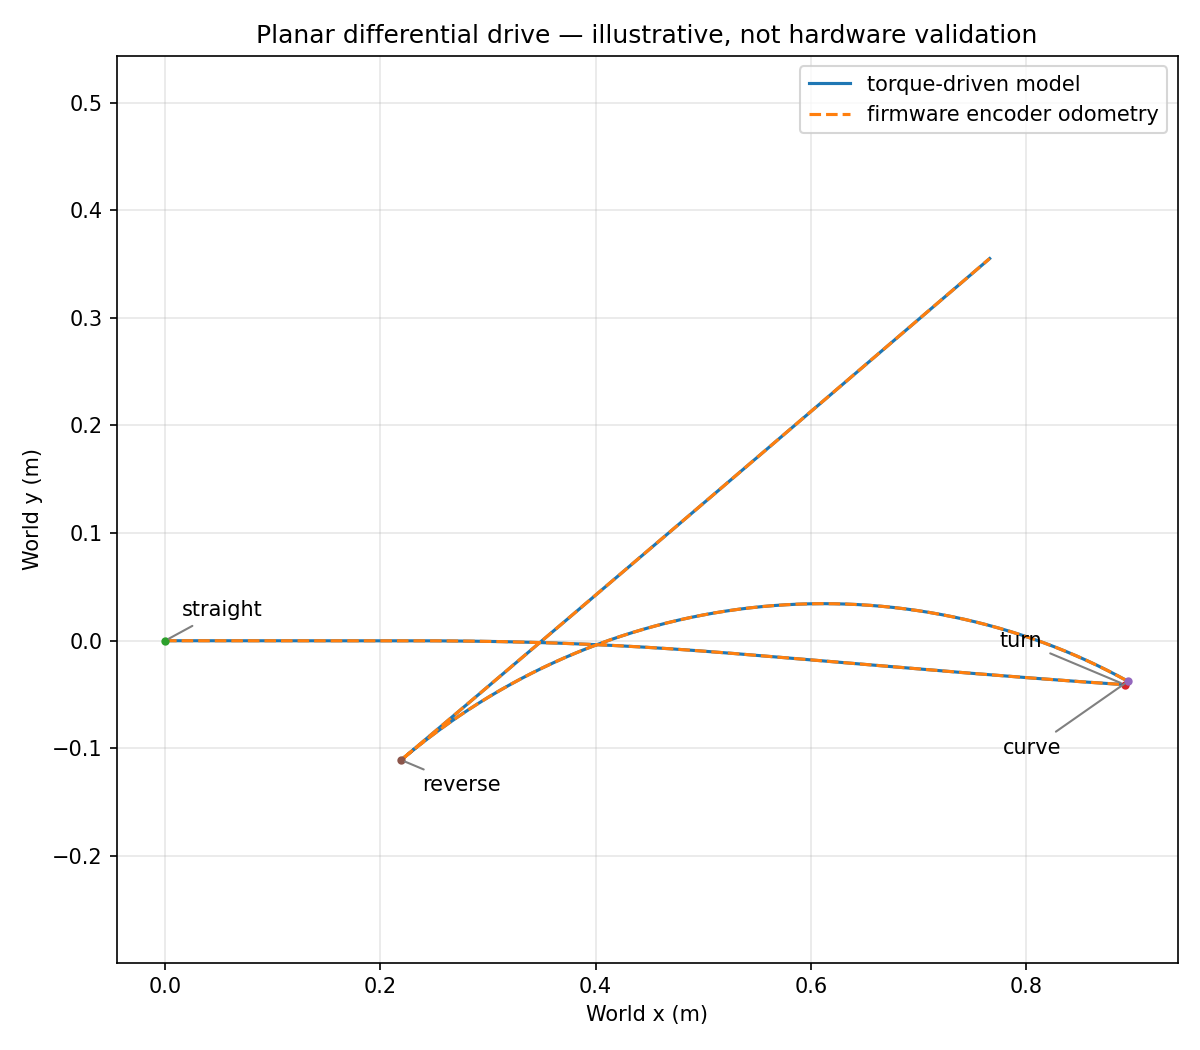 Planar differential drive — illustrative, not hardware validation
torque-driven model
firmware encoder odometry
0.5
0.4
0.3
0.2
0.1
0.0
−0.1
−0.2
World y (m)
straight
turn
curve
reverse
0.0 0.2 0.4 0.6 0.8
World x (m)